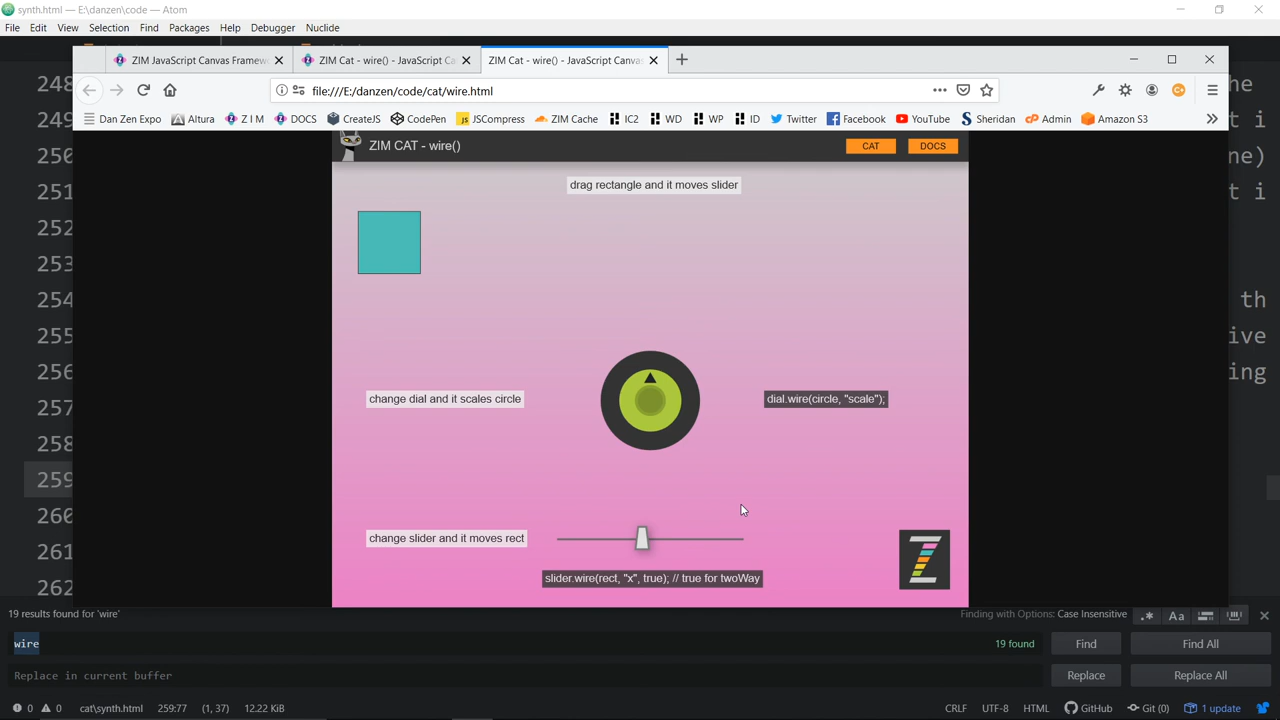 synth.html — E:\danzen\code — Atom
File Edit View Selection Find Packages Help Debugger Nuclide
ZIM JavaScript Canvas Framew
ZIM Cat - wire() - JavaScript Ca
ZIM Cat - wire() - JavaScript Canvas
file:///E:/danzen/code/cat/wire.html
Dan Zen Expo Altura Z I M DOCS CreateJS CodePen JSCompress ZIM Cache IC2 WD WP ID Twitter Facebook YouTube Sheridan Admin Amazon S3
ZIM CAT - wire()
CAT
DOCS
drag rectangle and it moves slider
change dial and it scales circle
dial.wire(circle, "scale");
change slider and it moves rect
slider.wire(rect, "x", true); // true for twoWay
248
he
249
t i
250
ne)
251
t i
252
253
254
th
255
ive
256
ing
257
258
259
260
261
262
19 results found for 'wire'
Finding with Options: Case Insensitive
.* Aa
wire
19 found
Find
Find All
Replace in current buffer
Replace
Replace All
0 0 cat\synth.html 259:77 (1, 37) 12.22 KiB
CRLF UTF-8 HTML GitHub Git (0) 1 update